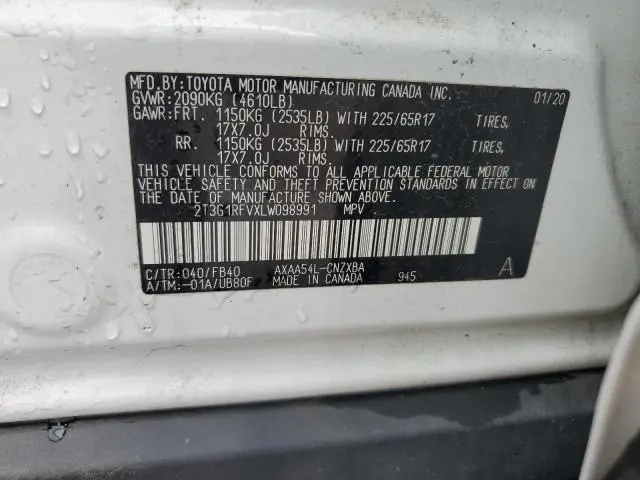 MFD.BY:TOYOTA MOTOR MANUFACTURING CANADA INC. 01/20
GVWR:2090KG (4610LB)
GAWR:FRT. 1150KG (2535LB) WITH 225/65R17 TIRES,
17X7.0J RIMS.
RR. 1150KG (2535LB) WITH 225/65R17 TIRES,
17X7.0J RIMS.
THIS VEHICLE CONFORMS TO ALL APPLICABLE FEDERAL MOTOR
VEHICLE SAFETY AND THEFT PREVENTION STANDARDS IN EFFECT ON
THE DATE OF MANUFACTURE SHOWN ABOVE.
2T3G1RFVXLW098991 MPV
C/TR:040/FB40 AXAA54L-CNZXBA A
A/TM:-01A/UB80F MADE IN CANADA 945